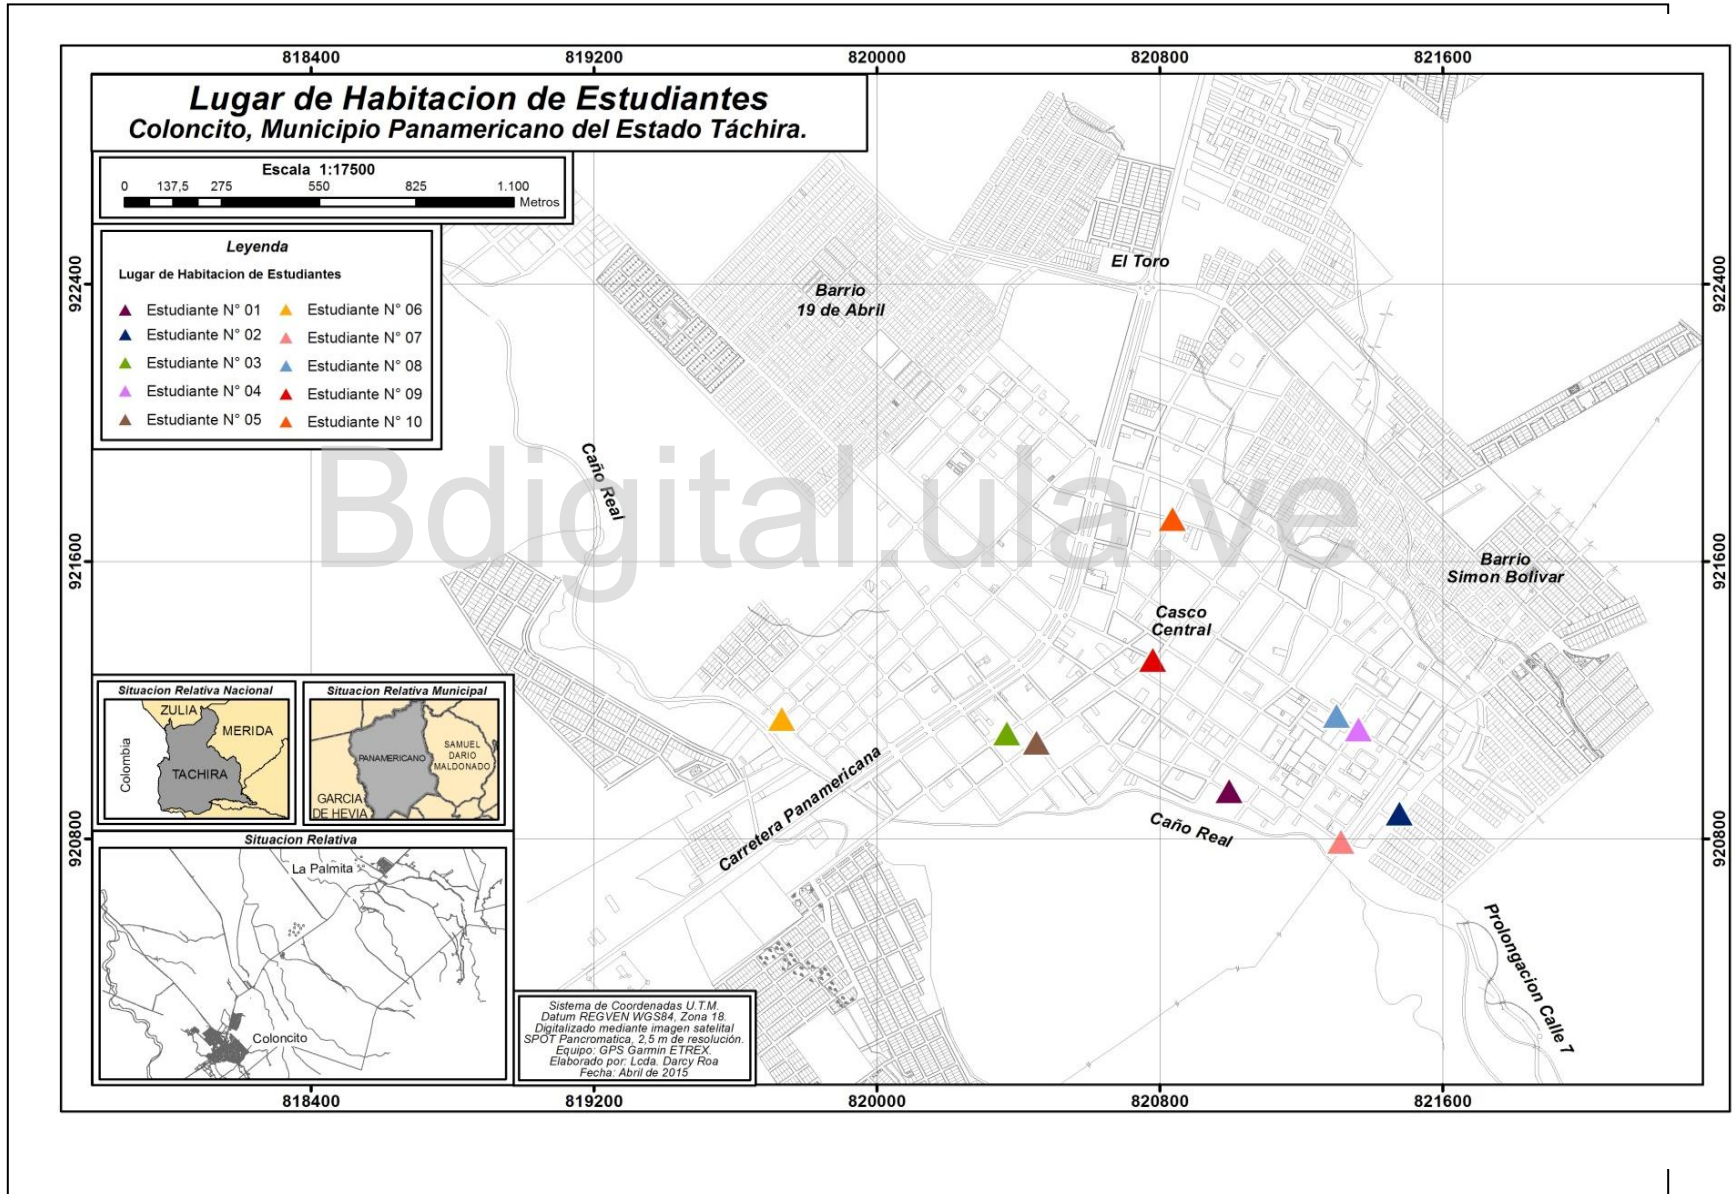 818400
819200
820000
820800
821600
Lugar de Habitacion de Estudiantes
Coloncito, Municipio Panamericano del Estado Táchira.
Escala 1:17500
0 137,5 275 550 825 1.100
Metros
Leyenda
Lugar de Habitacion de Estudiantes
Estudiante N° 01
Estudiante N° 02
Estudiante N° 03
Estudiante N° 04
Estudiante N° 05
Estudiante N° 06
Estudiante N° 07
Estudiante N° 08
Estudiante N° 09
Estudiante N° 10
922400
922400
El Toro
Barrio
19 de Abril
Caño Real
Bdigital.ula.ve
921600
921600
Barrio
Simon Bolivar
Casco
Central
Carretera Panamericana
Caño Real
920800
920800
Prolongacion Calle 7
Situacion Relativa Nacional
ZULIA
MERIDA
Colombia
TACHIRA
Situacion Relativa Municipal
PANAMERICANO
SAMUEL
DARIO
MALDONADO
GARCIA
DE HEVIA
Situacion Relativa
La Palmita
Coloncito
Sistema de Coordenadas U.T.M.
Datum REGVEN WGS84, Zona 18.
Digitalizado mediante imagen satelital
SPOT Pancromatica, 2,5 m de resolución.
Equipo: GPS Garmin ETREX.
Elaborado por: Lcda. Darcy Roa
Fecha: Abril de 2015
818400
819200
820000
820800
821600